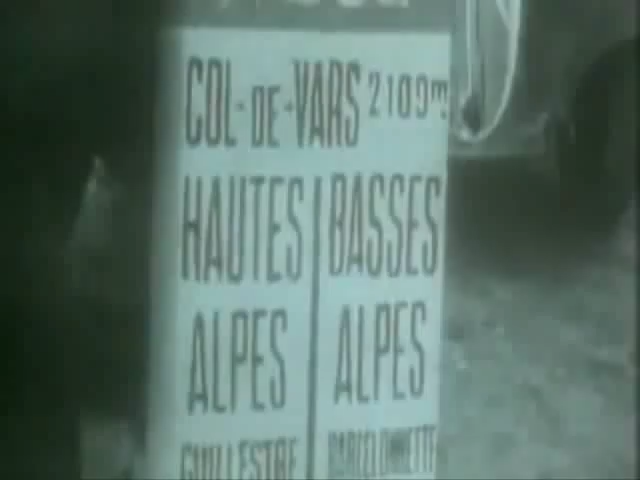 COL-DE-VARS 2109m
HAUTES BASSES
ALPES ALPES
GUILLESTRE BARCELONNETTE